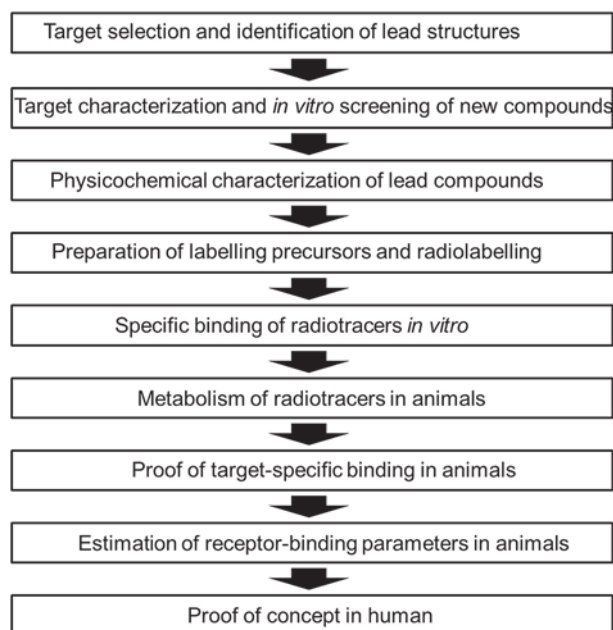 Target selection and identification of lead structures
Target characterization and in vitro screening of new compounds
Physicochemical characterization of lead compounds
Preparation of labelling precursors and radiolabelling
Specific binding of radiotracers in vitro
Metabolism of radiotracers in animals
Proof of target-specific binding in animals
Estimation of receptor-binding parameters in animals
Proof of concept in human